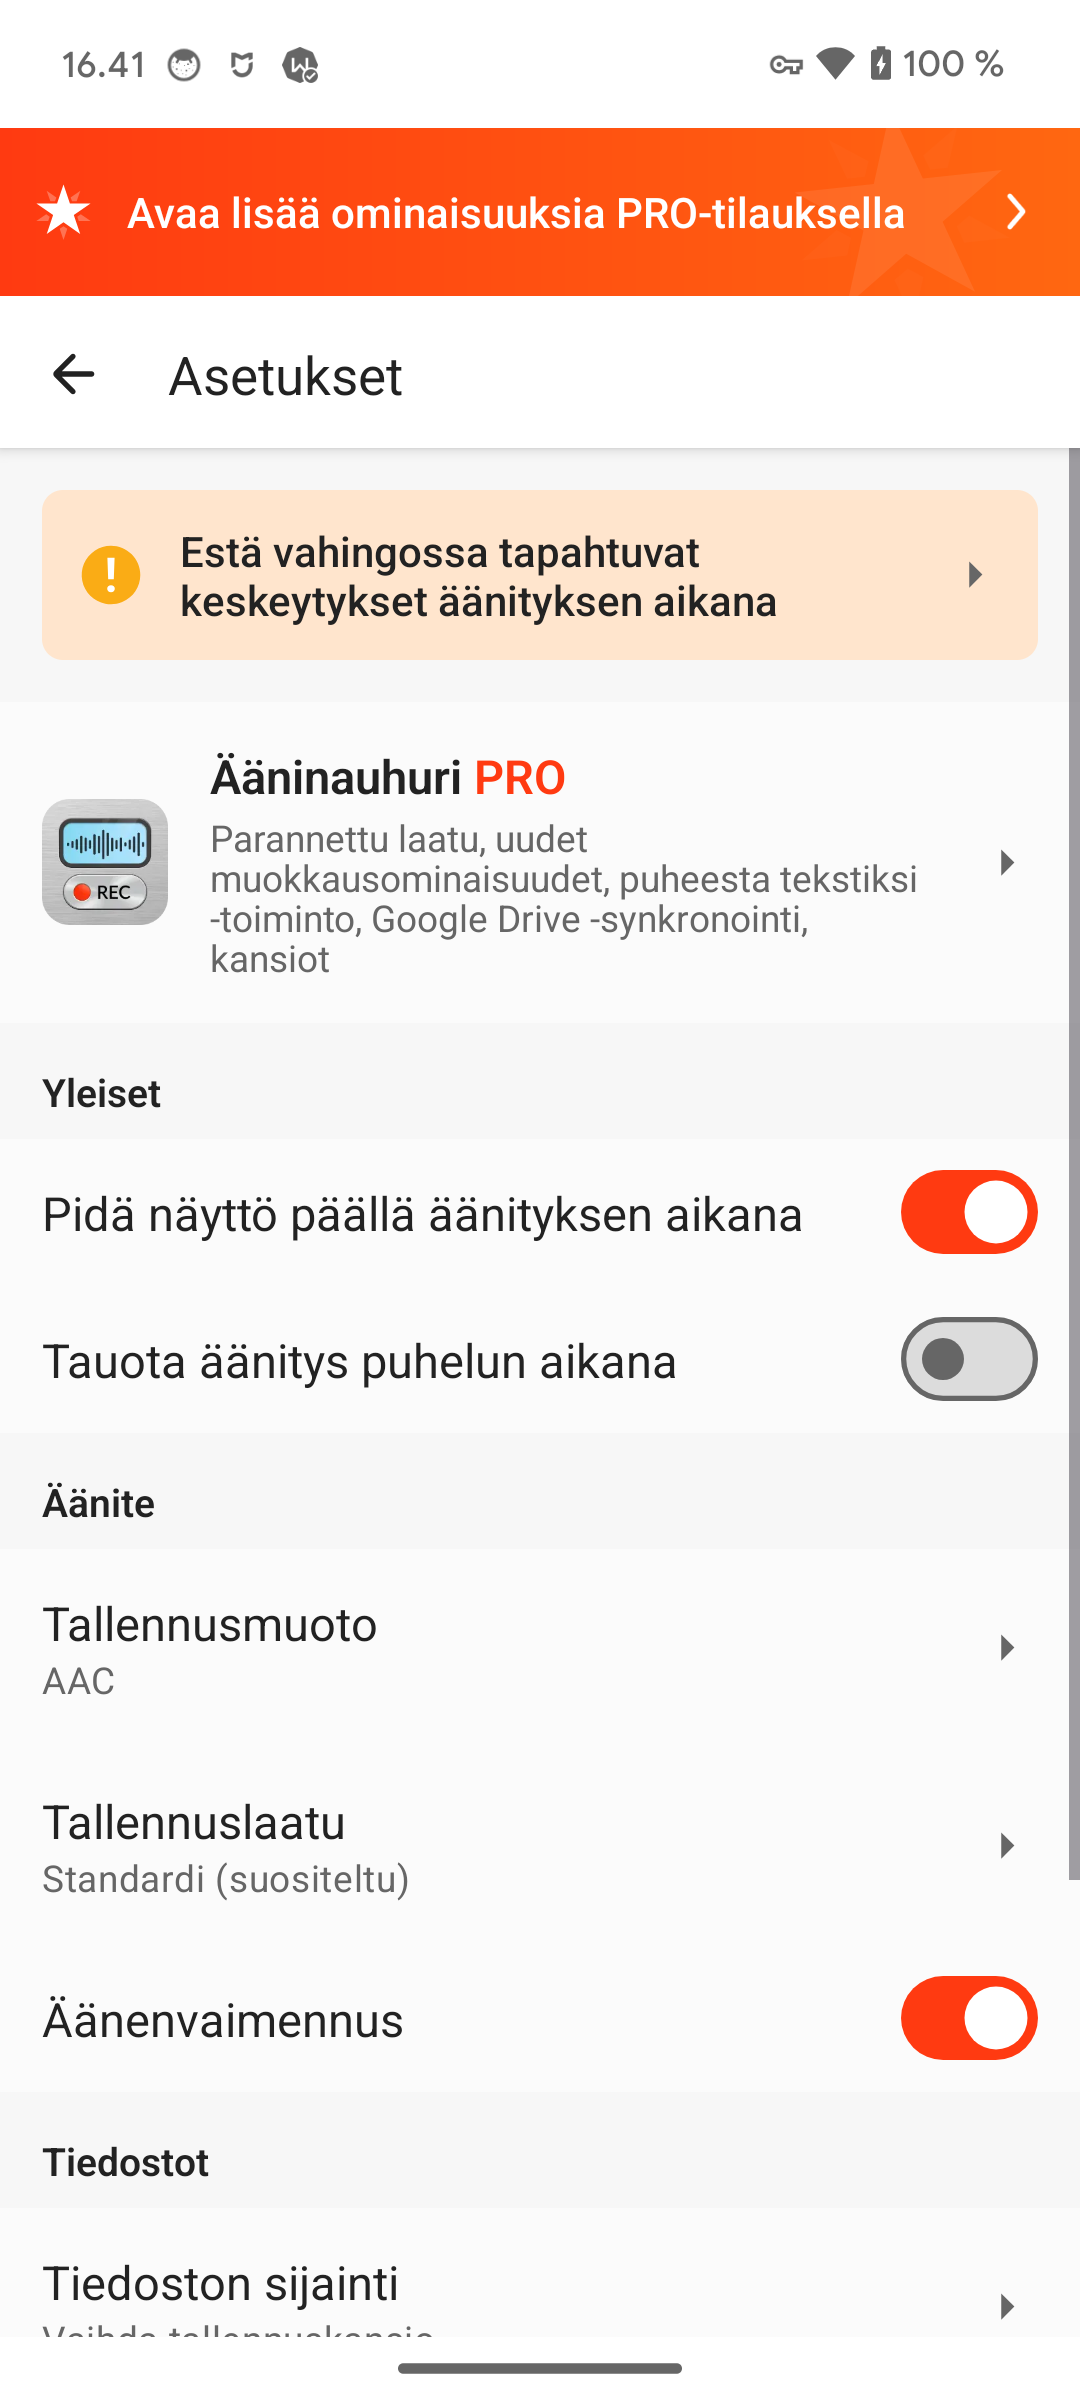 16.41
100 %
Avaa lisää ominaisuuksia PRO-tilauksella
Asetukset
Estä vahingossa tapahtuvat
keskeytykset äänityksen aikana
Ääninauhuri PRO
Parannettu laatu, uudet
muokkausominaisuudet, puheesta tekstiksi
-toiminto, Google Drive -synkronointi,
kansiot
REC
Yleiset
Pidä näyttö päällä äänityksen aikana
Tauota äänitys puhelun aikana
Äänite
Tallennusmuoto
AAC
Tallennuslaatu
Standardi (suositeltu)
Äänenvaimennus
Tiedostot
Tiedoston sijainti
Vaihda tallennuskansio